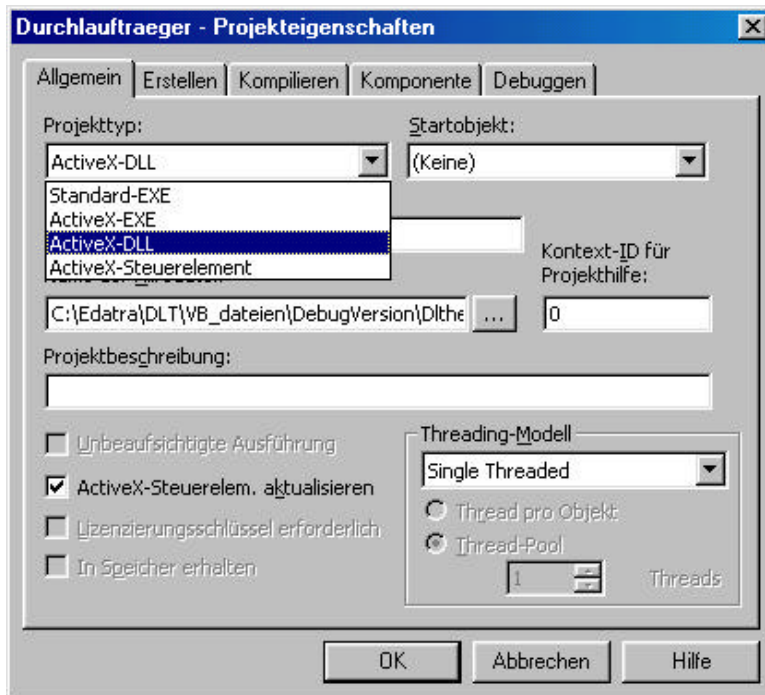 Durchlauftraeger - Projekteigenschaften
Allgemein
Erstellen
Kompilieren
Komponente
Debuggen
Projekttyp:
Startobjekt:
ActiveX-DLL
(Keine)
Standard-EXE
ActiveX-EXE
ActiveX-DLL
ActiveX-Steuerelement
Kontext-ID für
Projekthilfe:
C:\Edatra\DLT\VB_dateien\DebugVersion\Dlthe
...
0
Projektbeschreibung:
Unbeaufsichtigte Ausführung
ActiveX-Steuerelem. aktualisieren
Lizenzierungsschlüssel erforderlich
In Speicher erhalten
Threading-Modell
Single Threaded
Thread pro Objekt
Thread-Pool
1
Threads
OK
Abbrechen
Hilfe